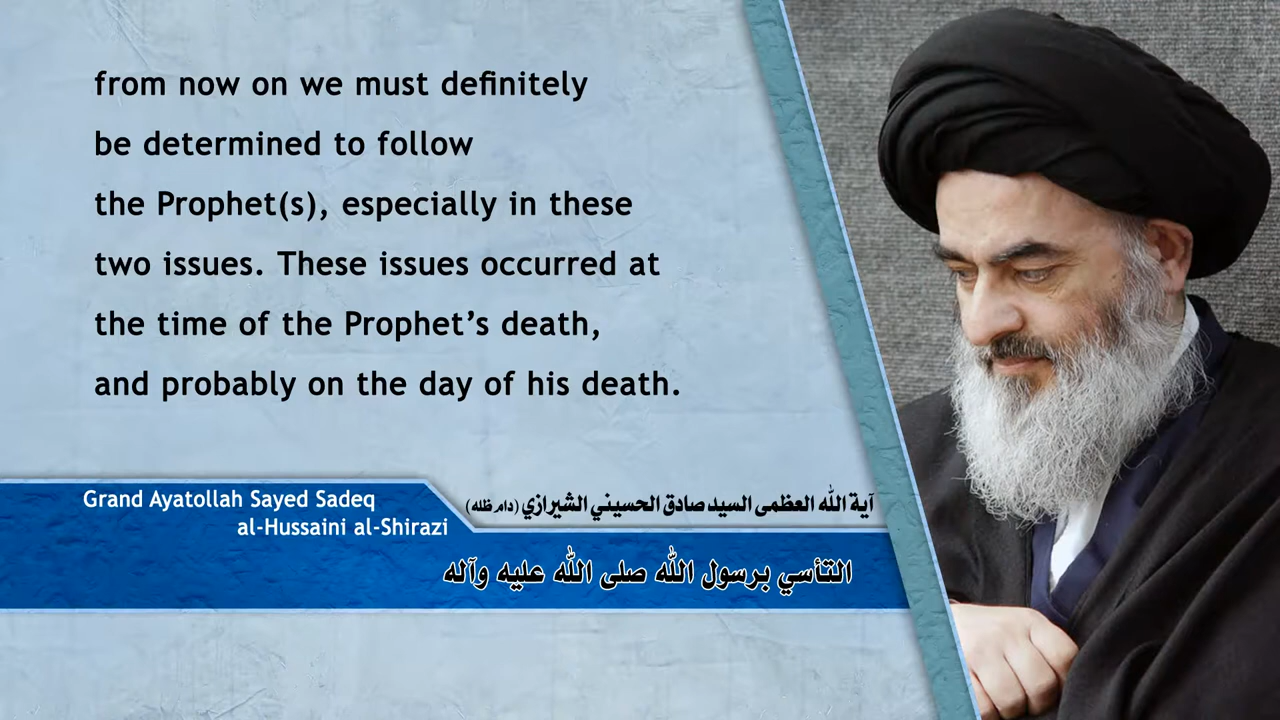 from now on we must definitely
be determined to follow
the Prophet(s), especially in these
two issues. These issues occurred at
the time of the Prophet’s death,
and probably on the day of his death.
Grand Ayatollah Sayed Sadeq
al-Hussaini al-Shirazi
آية الله العظمى السيد صادق الحسيني الشيرازي (دام ظله)
التأسي برسول الله صلى الله عليه وآله